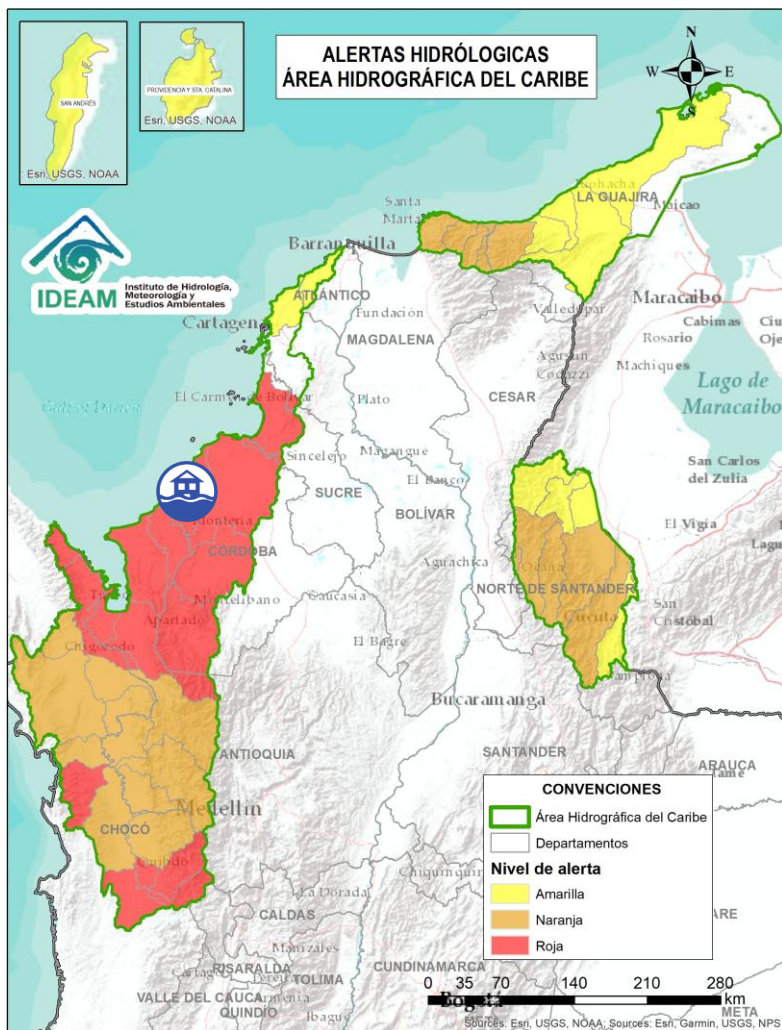 ALERTAS HIDRÓLOGICAS
ÁREA HIDROGRÁFICA DEL CARIBE
N
W E
S
SAN ANDRÉS
Esri, USGS, NOAA
PROVIDENCIA Y STA. CATALINA
Esri, USGS, NOAA
IDEAM
Instituto de Hidrología,
Meteorología y
Estudios Ambientales
LA GUAJIRA
Maicao
Santa
Marta
Barranquilla
ATLÁNTICO
Cartagen
Fundación
MAGDALENA
Valledupar
Maracaibo
Cabimas
Rosario
Machiques
Agustín
Codazzi
CESAR
Lago de
Maracaibo
El Carmen de Bolívar
Plato
Sincelejo
Magangue
SUCRE
El Banco
BOLÍVAR
San Carlos
del Zulia
El Vigía
Montería
CÓRDOBA
Aguachica
Ocaña
NORTE DE SANTANDER
Cúcuta
San
Cristóbal
Montelibano
Caucasia
Apartado
Chigorodo
El Bagre
Bucaramanga
ANTIOQUIA
SANTANDER
ARAUCA
Medellín
CHOCÓ
Quibdó
La Dorada
CALDAS
Manizales
RISARALDA
TOLIMA
CUNDINAMARCA
VALLE DEL CAUCA
QUINDÍO
Ibagué
META
CONVENCIONES
Área Hidrográfica del Caribe
Departamentos
Nivel de alerta
Amarilla
Naranja
Roja
0 35 70 140 210 280
km
Sources: Esri, USGS, NOAA; Sources: Esri, Garmin, USGS, NPS